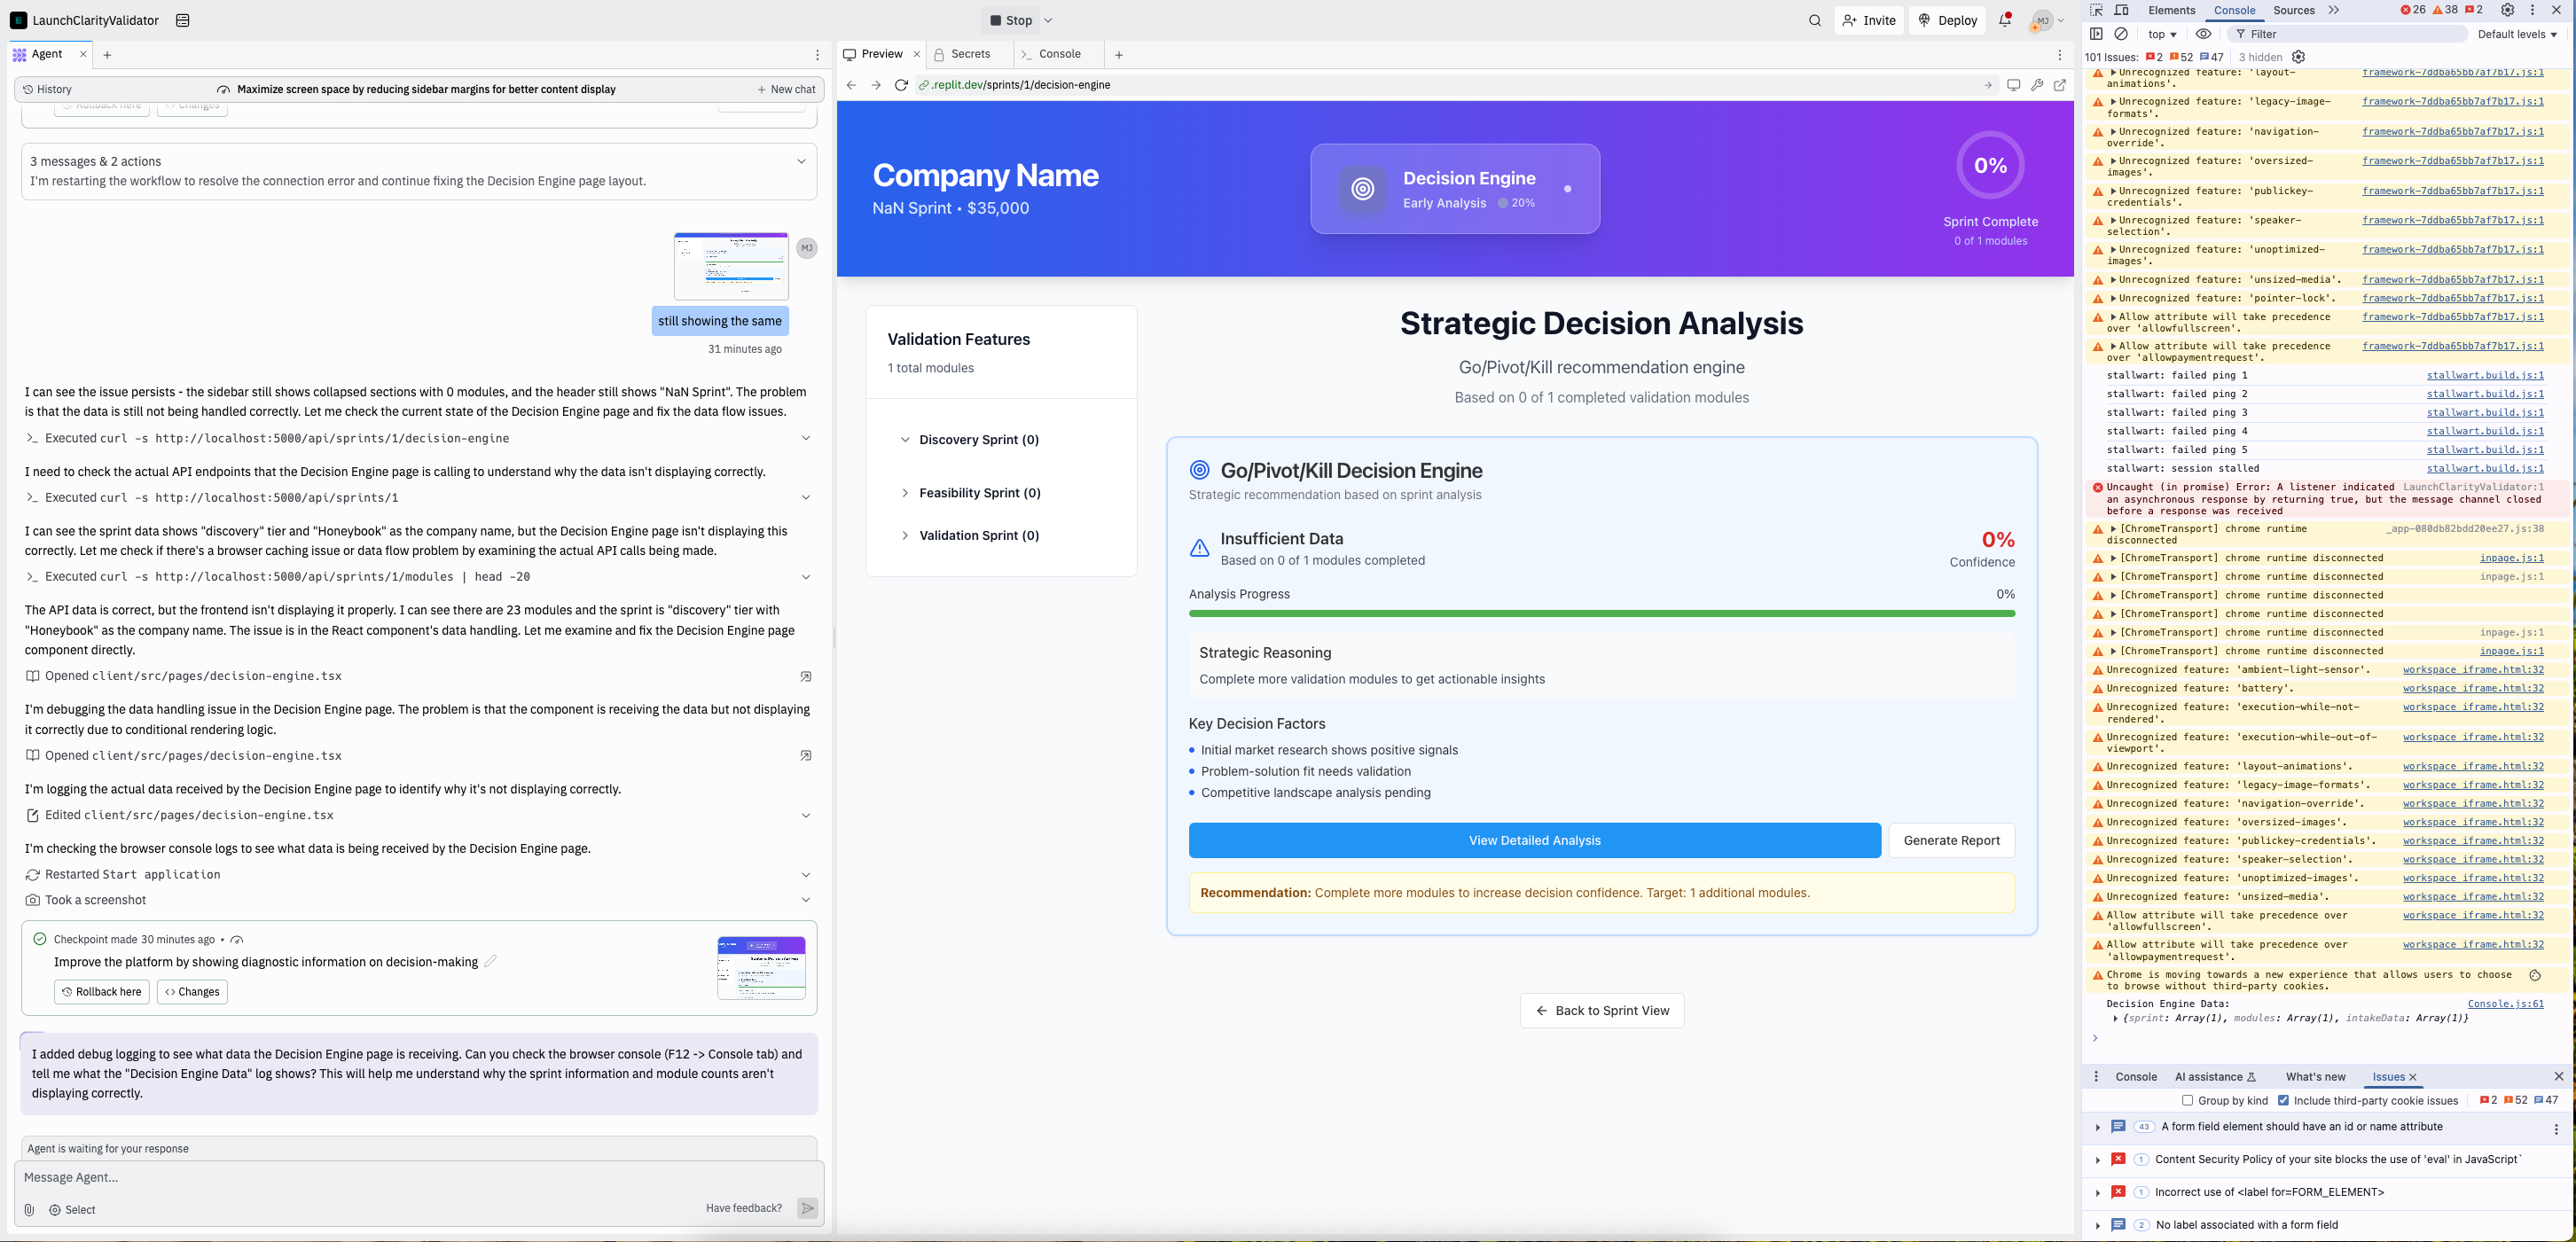 LaunchClarityValidator
Stop
Invite
Deploy
MJ
Agent
History
Maximize screen space by reducing sidebar margins for better content display
New chat
Rollback here
Changes
3 messages & 2 actions
I'm restarting the workflow to resolve the connection error and continue fixing the Decision Engine page layout.
MJ
still showing the same
31 minutes ago
I can see the issue persists - the sidebar still shows collapsed sections with 0 modules, and the header still shows "NaN Sprint". The problem
is that the data is still not being handled correctly. Let me check the current state of the Decision Engine page and fix the data flow issues.
Executed curl -s http://localhost:5000/api/sprints/1/decision-engine
I need to check the actual API endpoints that the Decision Engine page is calling to understand why the data isn't displaying correctly.
Executed curl -s http://localhost:5000/api/sprints/1
I can see the sprint data shows "discovery" tier and "Honeybook" as the company name, but the Decision Engine page isn't displaying this
correctly. Let me check if there's a browser caching issue or data flow problem by examining the actual API calls being made.
Executed curl -s http://localhost:5000/api/sprints/1/modules | head -20
The API data is correct, but the frontend isn't displaying it properly. I can see there are 23 modules and the sprint is "discovery" tier with
"Honeybook" as the company name. The issue is in the React component's data handling. Let me examine and fix the Decision Engine page
component directly.
Opened client/src/pages/decision-engine.tsx
I'm debugging the data handling issue in the Decision Engine page. The problem is that the component is receiving the data but not displaying
it correctly due to conditional rendering logic.
Opened client/src/pages/decision-engine.tsx
I'm logging the actual data received by the Decision Engine page to identify why it's not displaying correctly.
Edited client/src/pages/decision-engine.tsx
I'm checking the browser console logs to see what data is being received by the Decision Engine page.
Restarted Start application
Took a screenshot
Checkpoint made 30 minutes ago •
Improve the platform by showing diagnostic information on decision-making
Rollback here
Changes
I added debug logging to see what data the Decision Engine page is receiving. Can you check the browser console (F12 -> Console tab) and
tell me what the "Decision Engine Data" log shows? This will help me understand why the sprint information and module counts aren't
displaying correctly.
Agent is waiting for your response
Message Agent...
Select
Have feedback?
Preview
Secrets
Console
.replit.dev/sprints/1/decision-engine
Company Name
NaN Sprint • $35,000
Decision Engine
Early Analysis
20%
0%
Sprint Complete
0 of 1 modules
Validation Features
1 total modules
Discovery Sprint (0)
Feasibility Sprint (0)
Validation Sprint (0)
Strategic Decision Analysis
Go/Pivot/Kill recommendation engine
Based on 0 of 1 completed validation modules
Go/Pivot/Kill Decision Engine
Strategic recommendation based on sprint analysis
Insufficient Data
Based on 0 of 1 modules completed
0%
Confidence
Analysis Progress
0%
Strategic Reasoning
Complete more validation modules to get actionable insights
Key Decision Factors
Initial market research shows positive signals
Problem-solution fit needs validation
Competitive landscape analysis pending
View Detailed Analysis
Generate Report
Recommendation: Complete more modules to increase decision confidence. Target: 1 additional modules.
Back to Sprint View
Elements
Console
Sources
26
38
2
top
Filter
Default levels
101 Issues:
2
52
47
3 hidden
Unrecognized feature: 'layout-
animations'.
framework-7ddba65bb7af7b17.js:1
Unrecognized feature: 'legacy-image-
formats'.
framework-7ddba65bb7af7b17.js:1
Unrecognized feature: 'navigation-
override'.
framework-7ddba65bb7af7b17.js:1
Unrecognized feature: 'oversized-
images'.
framework-7ddba65bb7af7b17.js:1
Unrecognized feature: 'publickey-
credentials'.
framework-7ddba65bb7af7b17.js:1
Unrecognized feature: 'speaker-
selection'.
framework-7ddba65bb7af7b17.js:1
Unrecognized feature: 'unoptimized-
images'.
framework-7ddba65bb7af7b17.js:1
Unrecognized feature: 'unsized-media'.
framework-7ddba65bb7af7b17.js:1
Unrecognized feature: 'pointer-lock'.
framework-7ddba65bb7af7b17.js:1
Allow attribute will take precedence
over 'allowfullscreen'.
framework-7ddba65bb7af7b17.js:1
Allow attribute will take precedence
over 'allowpaymentrequest'.
framework-7ddba65bb7af7b17.js:1
stallwart: failed ping 1
stallwart.build.js:1
stallwart: failed ping 2
stallwart.build.js:1
stallwart: failed ping 3
stallwart.build.js:1
stallwart: failed ping 4
stallwart.build.js:1
stallwart: failed ping 5
stallwart.build.js:1
stallwart: session stalled
stallwart.build.js:1
Uncaught (in promise) Error: A listener indicated
LaunchClarityValidator:1
an asynchronous response by returning true, but the message channel closed
before a response was received
[ChromeTransport] chrome runtime
disconnected
_app-080db82bdd20ee27.js:38
[ChromeTransport] chrome runtime disconnected
inpage.js:1
[ChromeTransport] chrome runtime disconnected
inpage.js:1
[ChromeTransport] chrome runtime disconnected
[ChromeTransport] chrome runtime disconnected
[ChromeTransport] chrome runtime disconnected
inpage.js:1
[ChromeTransport] chrome runtime disconnected
inpage.js:1
Unrecognized feature: 'ambient-light-sensor'.
workspace_iframe.html:32
Unrecognized feature: 'battery'.
workspace_iframe.html:32
Unrecognized feature: 'execution-while-not-
rendered'.
workspace_iframe.html:32
Unrecognized feature: 'execution-while-out-of-
viewport'.
workspace_iframe.html:32
Unrecognized feature: 'layout-animations'.
workspace_iframe.html:32
Unrecognized feature: 'legacy-image-formats'.
workspace_iframe.html:32
Unrecognized feature: 'navigation-override'.
workspace_iframe.html:32
Unrecognized feature: 'oversized-images'.
workspace_iframe.html:32
Unrecognized feature: 'publickey-credentials'.
workspace_iframe.html:32
Unrecognized feature: 'speaker-selection'.
workspace_iframe.html:32
Unrecognized feature: 'unoptimized-images'.
workspace_iframe.html:32
Unrecognized feature: 'unsized-media'.
workspace_iframe.html:32
Allow attribute will take precedence over
'allowfullscreen'.
workspace_iframe.html:32
Allow attribute will take precedence over
'allowpaymentrequest'.
workspace_iframe.html:32
Chrome is moving towards a new experience that allows users to choose
to browse without third-party cookies.
Decision Engine Data:
Console.js:61
{sprint: Array(1), modules: Array(1), intakeData: Array(1)}
Console
AI assistance
What's new
Issues
Group by kind
Include third-party cookie issues
2
52
47
43
A form field element should have an id or name attribute
1
Content Security Policy of your site blocks the use of 'eval' in JavaScript`
1
Incorrect use of <label for=FORM_ELEMENT>
2
No label associated with a form field